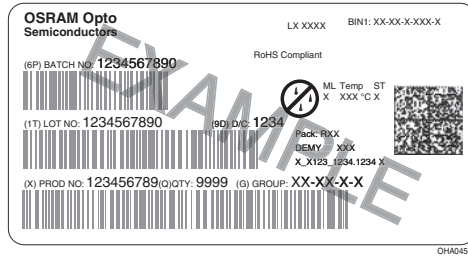 OSRAM Opto
Semiconductors
LX XXXX
BIN1: XX-XX-X-XXX-X
RoHS Compliant
(6P) BATCH NO: 1234567890
ML Temp ST
X XXX °C X
(1T) LOT NO: 1234567890
(9D) D/C: 1234
Pack: RXX
DEMY XXX
X_X123_1234.1234 X
(X) PROD NO: 123456789(Q)QTY: 9999 (G) GROUP: XX-XX-X-X
EXAMPLE
OHA045